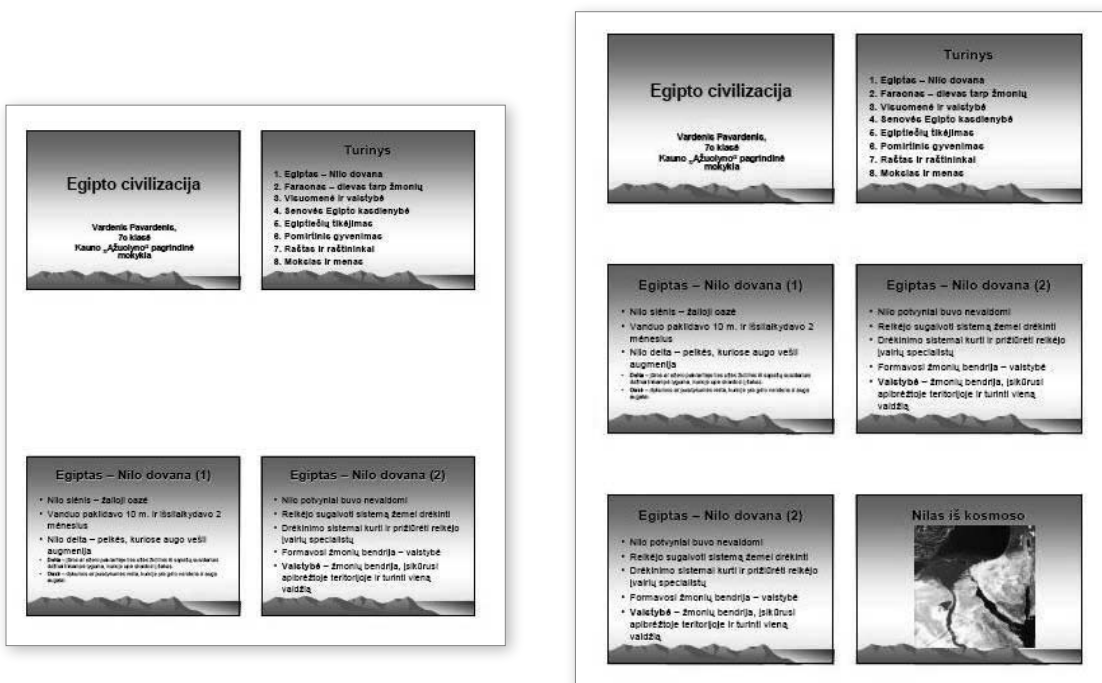 Egipto civilizacija
Vardenis Pavardenis,
7c klasė
Kauno „Ąžuolyno“ pagrindinė
mokykla
Turinys
1. Egiptas – Nilo dovana
2. Faraonas – dievas tarp žmonių
3. Visuomenė ir valstybė
4. Senovės Egipto kasdienybė
5. Egiptiečių tikėjimas
6. Pomirtinis gyvenimas
7. Raštas ir raštininkai
8. Mokslas ir menas
Egiptas – Nilo dovana (1)
• Nilo slėnis – žalioji oazė
• Vanduo pakildavo 10 m. ir išsilaikydavo 2
mėnesius
• Nilo delta – pelkės, kuriose augo vešli
augmenija
Egiptas – Nilo dovana (2)
• Nilo potvyniai buvo nevaldomi
• Reikėjo sugalvoti sistemą žemei drėkinti
• Drėkinimo sistemai kurti ir prižiūrėti reikėjo
įvairių specialistų
• Formavosi žmonių bendrija – valstybė
• Valstybė – žmonių bendrija, įsikūrusi
apibrėžtoje teritorijoje ir turinti vieną
valdžią
Egipto civilizacija
Vardenis Pavardenis,
7c klasė
Kauno „Ąžuolyno“ pagrindinė
mokykla
Turinys
1. Egiptas – Nilo dovana
2. Faraonas – dievas tarp žmonių
3. Visuomenė ir valstybė
4. Senovės Egipto kasdienybė
5. Egiptiečių tikėjimas
6. Pomirtinis gyvenimas
7. Raštas ir raštininkai
8. Mokslas ir menas
Egiptas – Nilo dovana (1)
• Nilo slėnis – žalioji oazė
• Vanduo pakildavo 10 m. ir išsilaikydavo 2
mėnesius
• Nilo delta – pelkės, kuriose augo vešli
augmenija
Egiptas – Nilo dovana (2)
• Nilo potvyniai buvo nevaldomi
• Reikėjo sugalvoti sistemą žemei drėkinti
• Drėkinimo sistemai kurti ir prižiūrėti reikėjo
įvairių specialistų
• Formavosi žmonių bendrija – valstybė
• Valstybė – žmonių bendrija, įsikūrusi
apibrėžtoje teritorijoje ir turinti vieną
valdžią
Egiptas – Nilo dovana (2)
• Nilo potvyniai buvo nevaldomi
• Reikėjo sugalvoti sistemą žemei drėkinti
• Drėkinimo sistemai kurti ir prižiūrėti reikėjo
įvairių specialistų
• Formavosi žmonių bendrija – valstybė
• Valstybė – žmonių bendrija, įsikūrusi
apibrėžtoje teritorijoje ir turinti vieną
valdžią
Nilas iš kosmoso